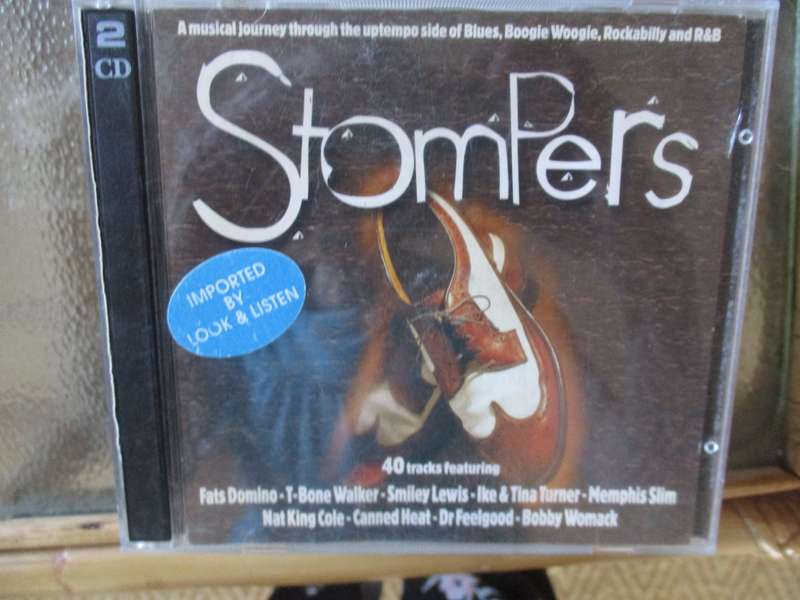 2
CD
A musical journey through the uptempo side of Blues, Boogie Woogie, Rockabilly and R&B
StomPers
IMPORTED
BY
LOOK & LISTEN
40 tracks featuring
Fats Domino - T-Bone Walker - Smiley Lewis - Ike & Tina Turner - Memphis Slim
Nat King Cole - Canned Heat - Dr Feelgood - Bobby Womack